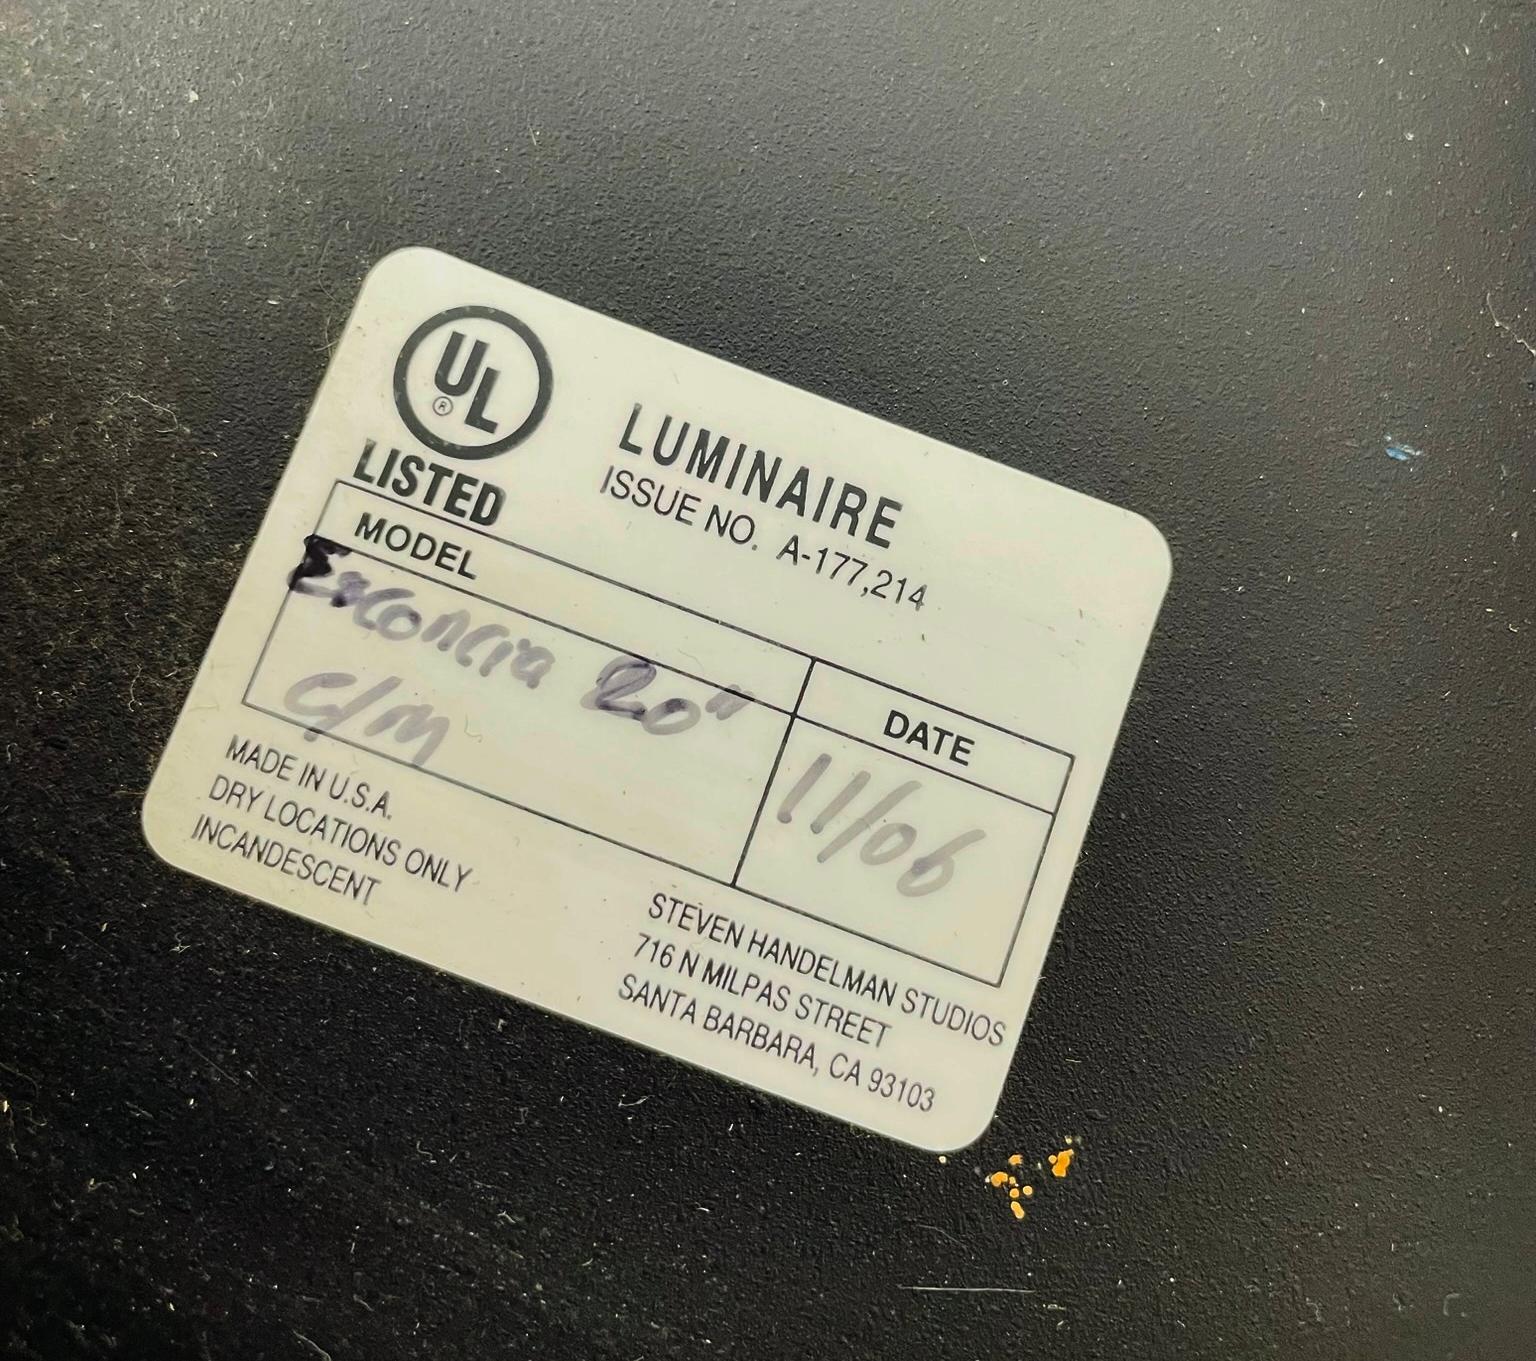 UL
®
LISTED
LUMINAIRE
ISSUE NO. A-177,214
MODEL
20"
C/M
DATE
11/06
MADE IN U.S.A.
DRY LOCATIONS ONLY
INCANDESCENT
STEVEN HANDELMAN STUDIOS
716 N MILPAS STREET
SANTA BARBARA, CA 93103